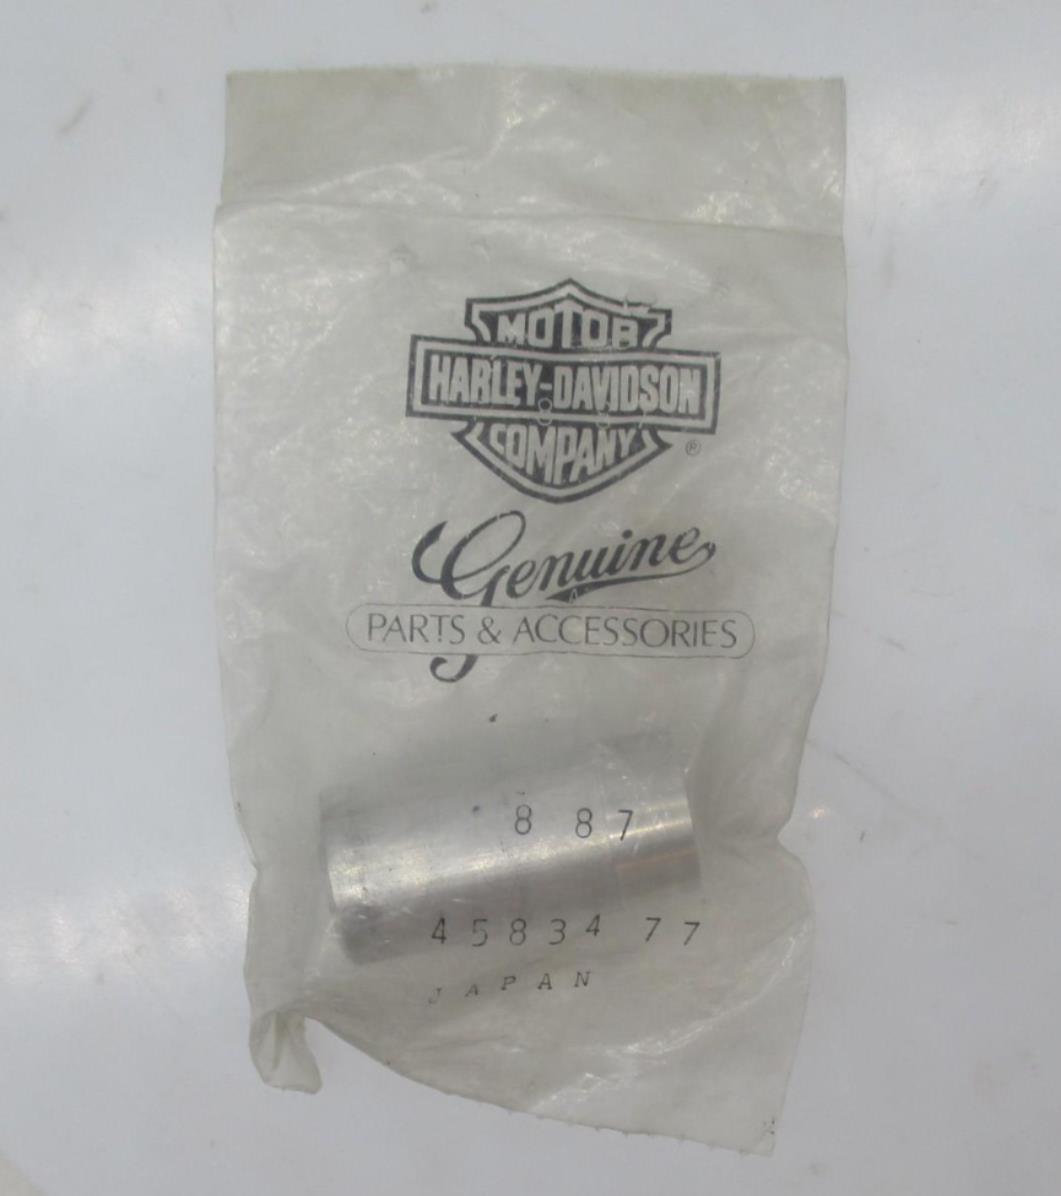 MOTOR
HARLEY-DAVIDSON
COMPANY
®
Genuine
PARTS & ACCESSORIES
8 87
45834 77
JAPAN